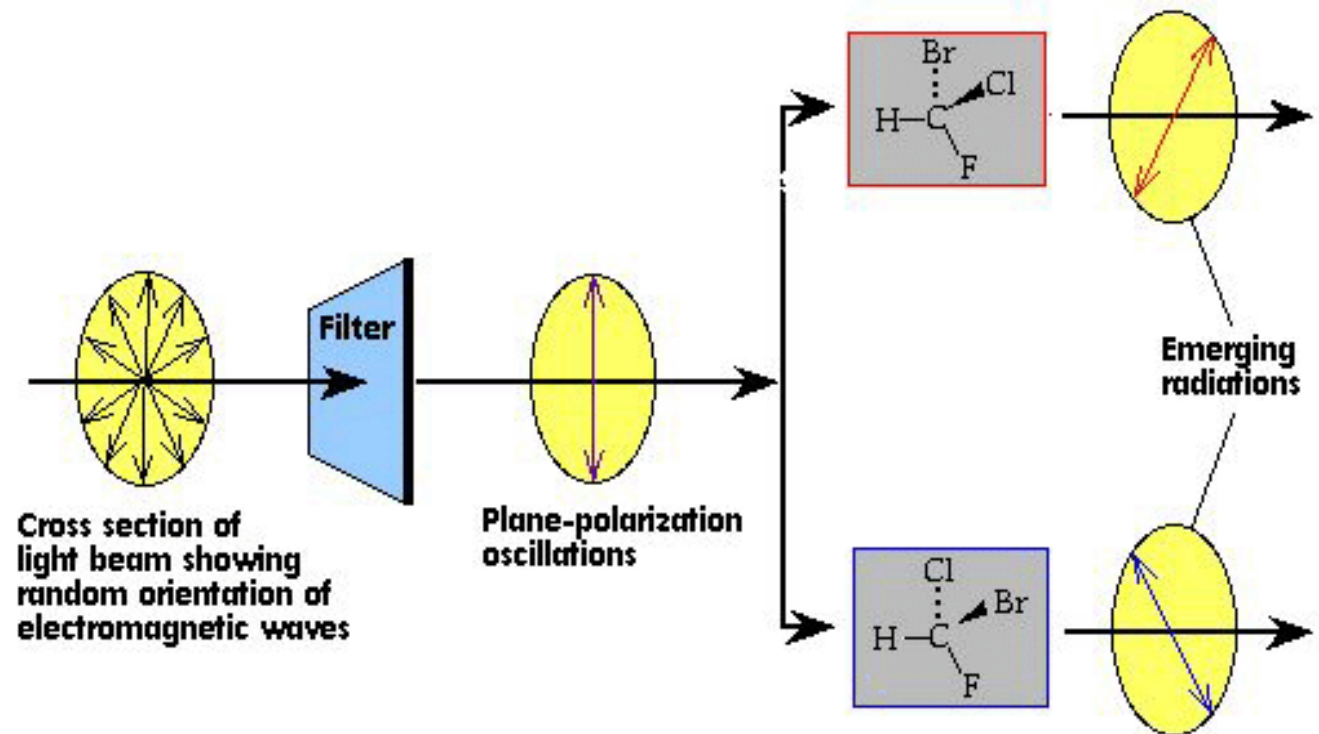 Br
Cl
H C
F
Filter
Emerging
radiations
Cross section of
light beam showing
random orientation of
electromagnetic waves
Plane-polarization
oscillations
Cl
Br
H C
F